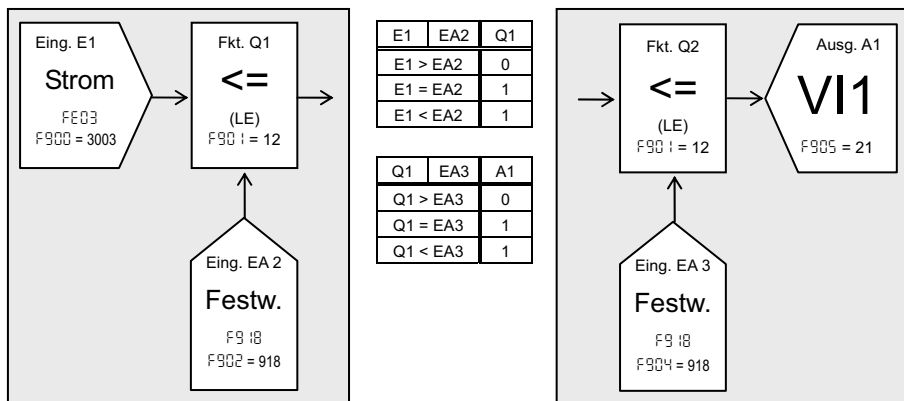 Eing. E1
Strom
FE03
F900 = 3003
Fkt. Q1
<=
(LE)
F901 = 12
Eing. EA 2
Festw.
F918
F902 = 918
E1 EA2 Q1
E1 > EA2 0
E1 = EA2 1
E1 < EA2 1
Q1 EA3 A1
Q1 > EA3 0
Q1 = EA3 1
Q1 < EA3 1
Fkt. Q2
<=
(LE)
F901 = 12
Ausg. A1
VI1
F905 = 21
Eing. EA 3
Festw.
F918
F904 = 918